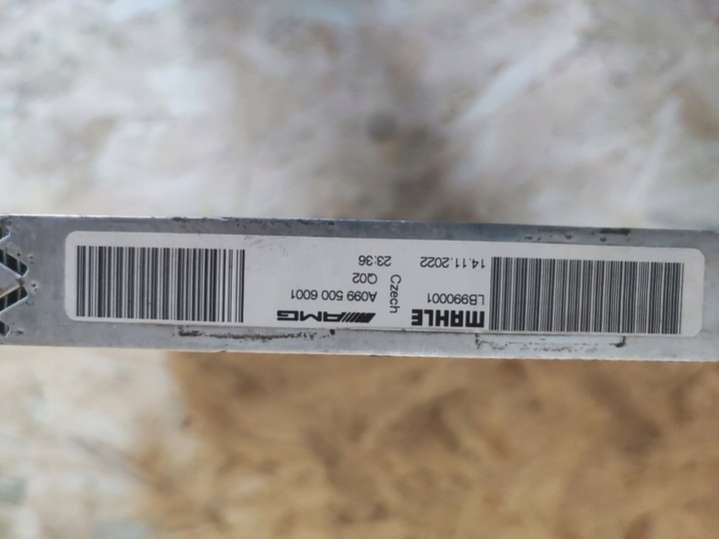 MAHLE
LB990001
14.11.2022
Czech
AMG
A099 500 6001
Q02
23:36